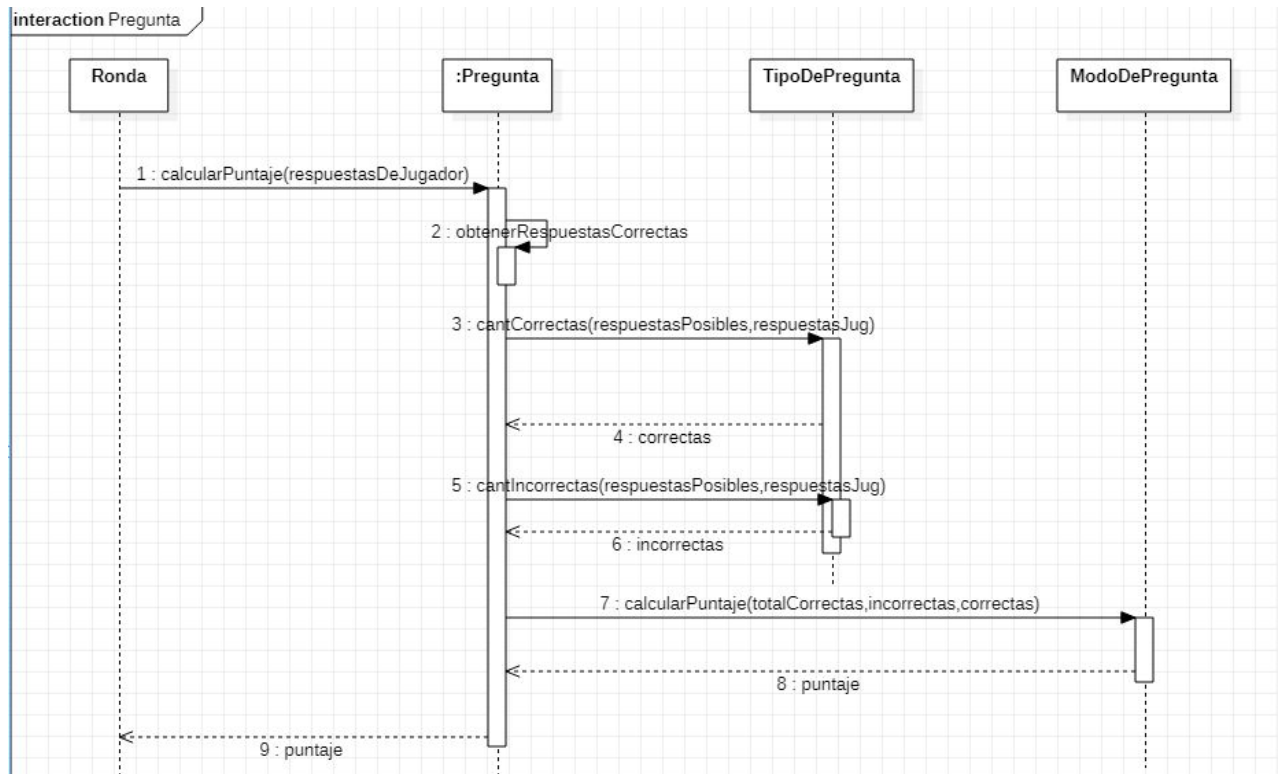 interaction Pregunta
Ronda
:Pregunta
TipoDePregunta
ModoDePregunta
1 : calcularPuntaje(respuestasDeJugador)
2 : obtenerRespuestasCorrectas
3 : cantCorrectas(respuestasPosibles,respuestasJug)
4 : correctas
5 : cantIncorrectas(respuestasPosibles,respuestasJug)
6 : incorrectas
7 : calcularPuntaje(totalCorrectas,incorrectas,correctas)
8 : puntaje
9 : puntaje